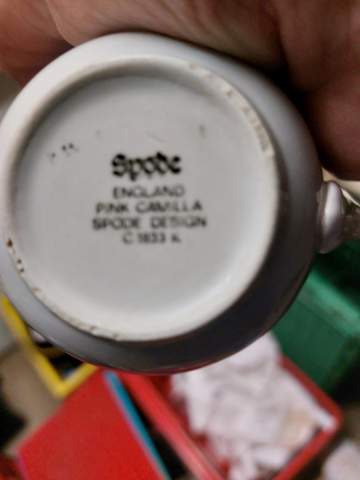 Spode
ENGLAND
PINK CAMILLA
SPODE DESIGN
C.1833